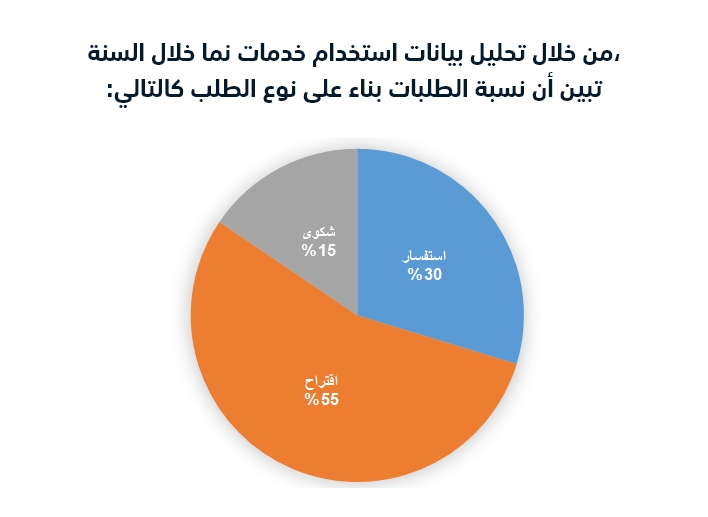 من خلال تحليل بيانات استخدام خدمات نما خلال السنة،
تبين أن نسبة الطلبات بناء على نوع الطلب كالتالي:
شكوى
%15
استفسار
%30
اقتراح
%55